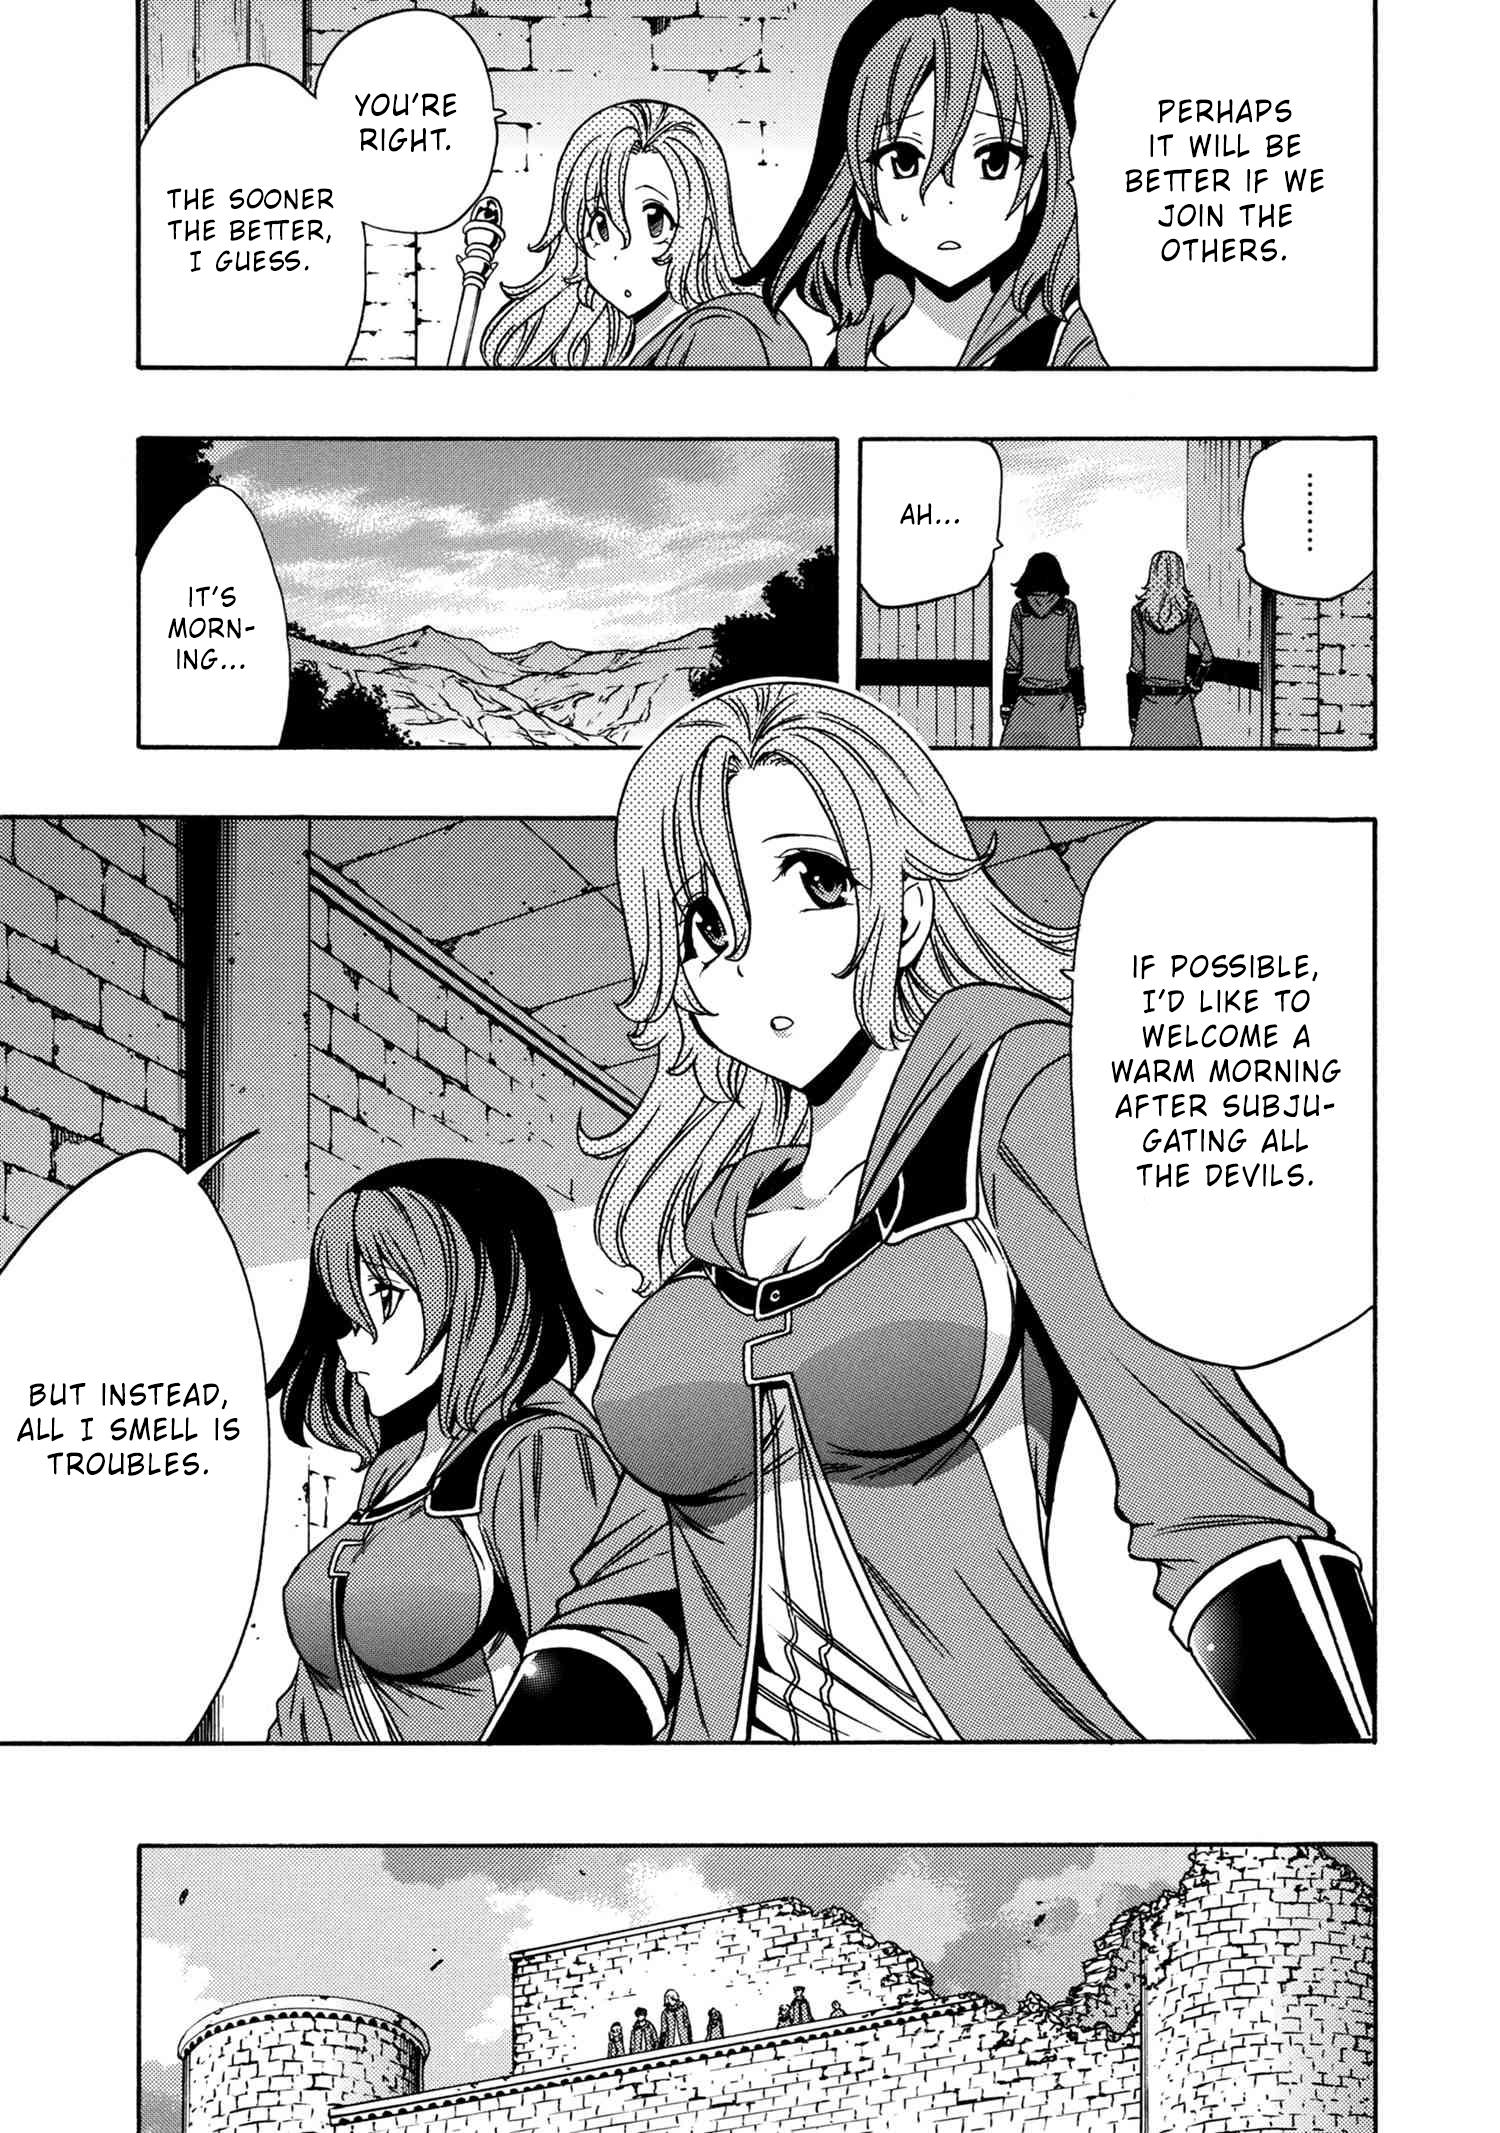 PERHAPS
IT WILL BE
BETTER IF WE
JOIN THE
OTHERS.
YOU'RE
RIGHT.
THE SOONER
THE BETTER,
I GUESS.
.........
AH...
IT'S
MORN-
ING...
IF POSSIBLE,
I'D LIKE TO
WELCOME A
WARM MORNING
AFTER SUBJU-
GATING ALL
THE DEVILS.
BUT INSTEAD,
ALL I SMELL IS
TROUBLES.